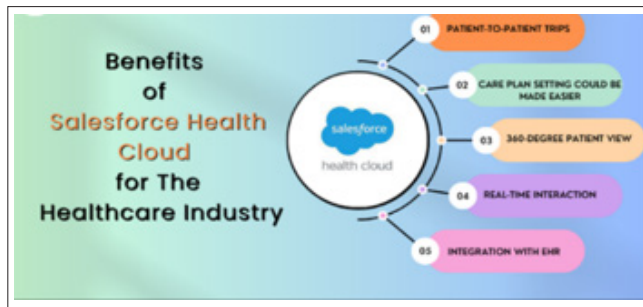 Benefits
of
Salesforce Health
Cloud
for The
Healthcare Industry
salesforce
health cloud
01
PATIENT-TO-PATIENT TRIPS
02
CARE PLAN SETTING COULD BE
MADE EASIER
03
360-DEGREE PATIENT VIEW
04
REAL-TIME INTERACTION
05
INTEGRATION WITH EHR